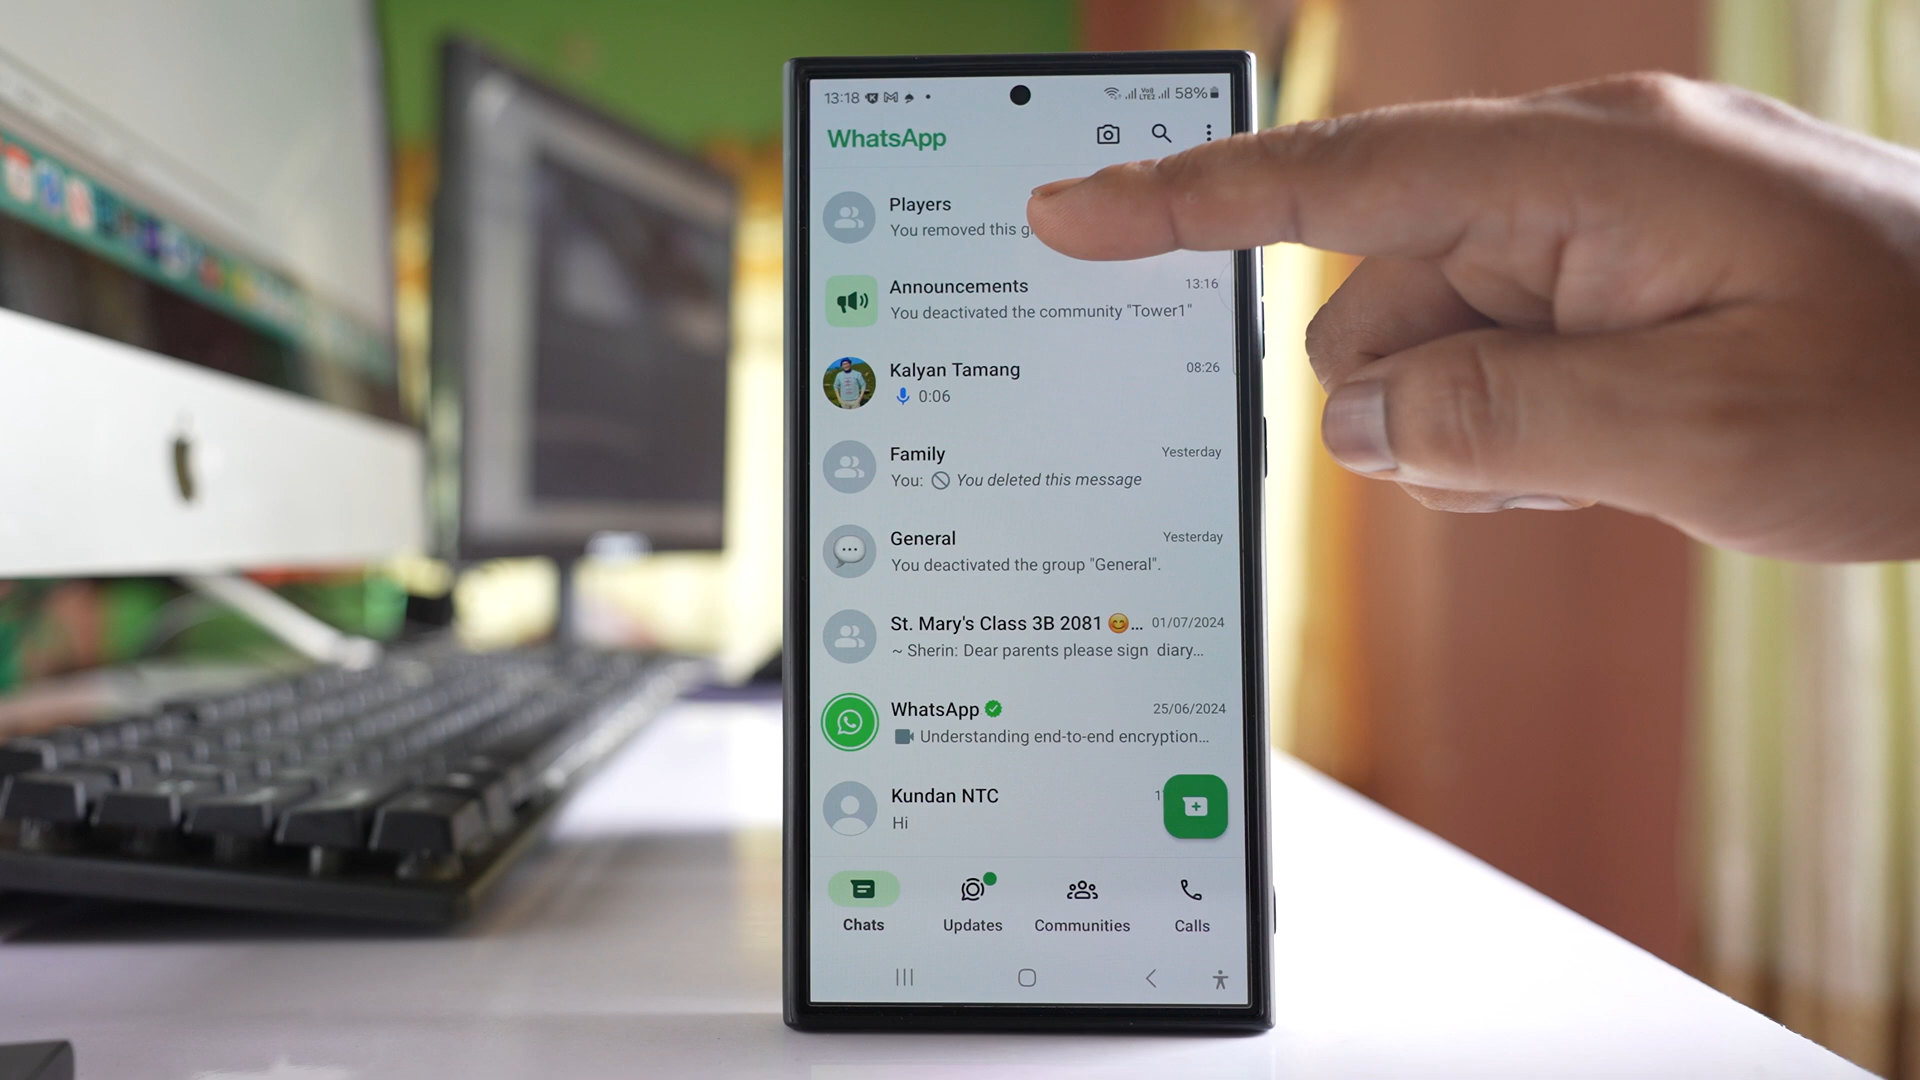 13:18 58%
WhatsApp
Players
You removed this
Announcements 13:16
You deactivated the community "Tower1"
Kalyan Tamang 08:26
0:06
Family Yesterday
You: You deleted this message
General Yesterday
You deactivated the group "General".
St. Mary's Class 3B 2081 😊... 01/07/2024
~ Sherin: Dear parents please sign diary...
WhatsApp 25/06/2024
Understanding end-to-end encryption...
Kundan NTC
Hi
Chats Updates Communities Calls